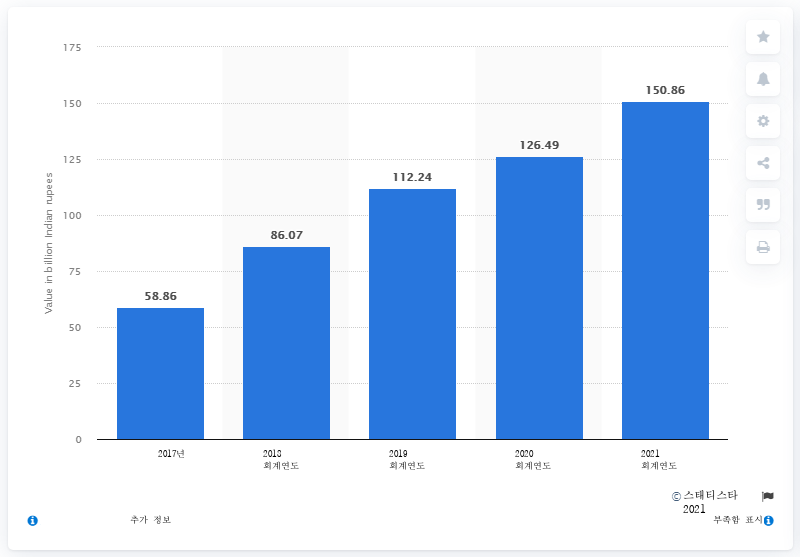 175
150.86
150
126.49
125
112.24
100
86.07
75
58.86
50
25
0
Value in billion Indian rupees
2017년
2018
회계연도
2019
회계연도
2020
회계연도
2021
회계연도
© 스태티스타
2021
추가 정보
부족함 표시